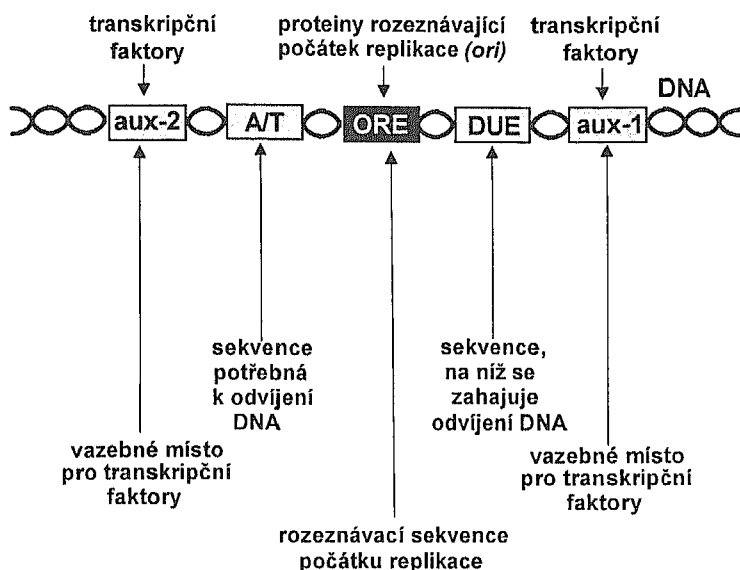 transkripční
faktory
proteiny rozeznávající
počátek replikace (ori)
transkripční
faktory
DNA
aux-2
A/T
ORE
DUE
aux-1
sekvence
potřebná
k odvíjení
DNA
sekvence,
na níž se
zahajuje
odvíjení DNA
vazebné místo
pro transkripční
faktory
vazebné místo
pro transkripční
faktory
rozeznávací sekvence
počátku replikace